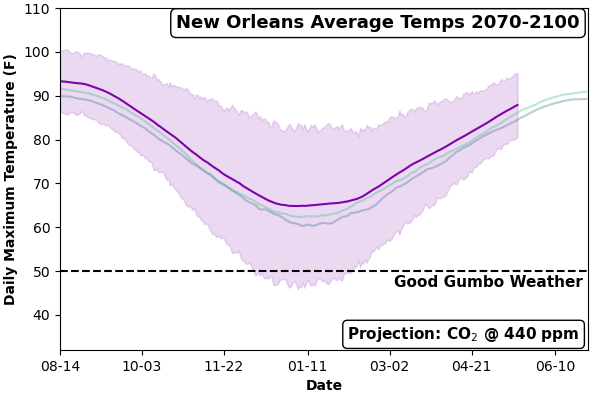 New Orleans Average Temps 2070-2100
Daily Maximum Temperature (F)
110
100
90
80
70
60
50
40
Good Gumbo Weather
Projection: CO₂ @ 440 ppm
08-14 10-03 11-22 01-11 03-02 04-21 06-10
Date